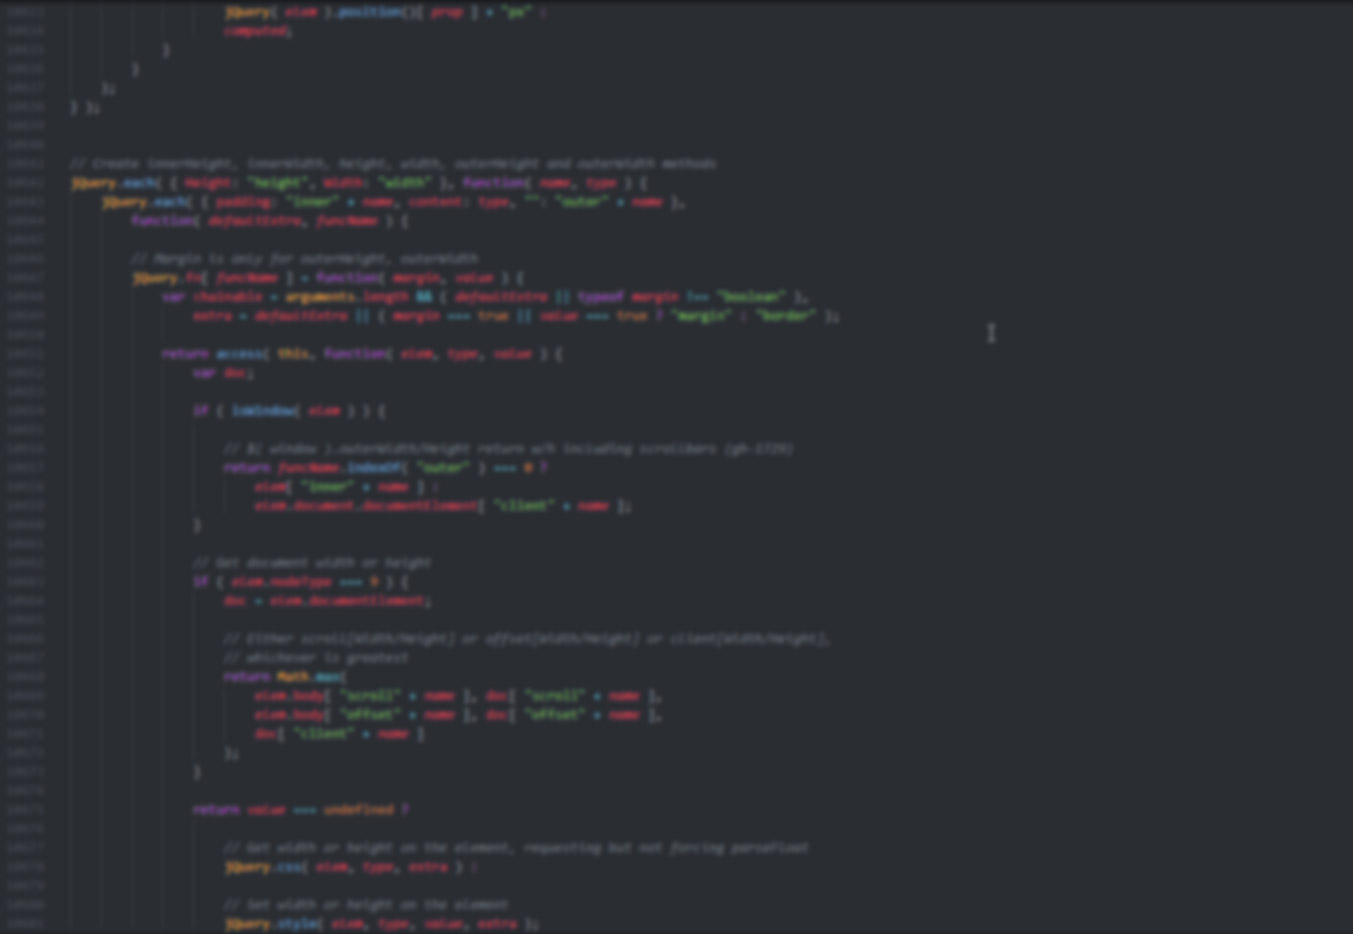 jQuery( elem ).position()[ prop ] + "px" :
computed;
}
}
);
} );
// Create innerHeight, innerWidth, height, width, outerHeight and outerWidth methods
jQuery.each( { Height: "height", Width: "width" }, function( name, type ) {
jQuery.each( { padding: "inner" + name, content: type, "": "outer" + name },
function( defaultExtra, funcName ) {
// Margin is only for outerHeight, outerWidth
jQuery.fn[ funcName ] = function( margin, value ) {
var chainable = arguments.length && ( defaultExtra || typeof margin !== "boolean" ),
extra = defaultExtra || ( margin === true || value === true ? "margin" : "border" );
return access( this, function( elem, type, value ) {
var doc;
if ( isWindow( elem ) ) {
// $( window ).outerWidth/Height return w/h including scrollbars (gh-1729)
return funcName.indexOf( "outer" ) === 0 ?
elem[ "inner" + name ] :
elem.document.documentElement[ "client" + name ];
}
// Get document width or height
if ( elem.nodeType === 9 ) {
doc = elem.documentElement;
// Either scroll[Width/Height] or offset[Width/Height] or client[Width/Height],
// whichever is greatest
return Math.max(
elem.body[ "scroll" + name ], doc[ "scroll" + name ],
elem.body[ "offset" + name ], doc[ "offset" + name ],
doc[ "client" + name ]
);
}
return value === undefined ?
// Get width or height on the element, requesting but not forcing parseFloat
jQuery.css( elem, type, extra ) :
// Set width or height on the element
jQuery.style( elem, type, value, extra );